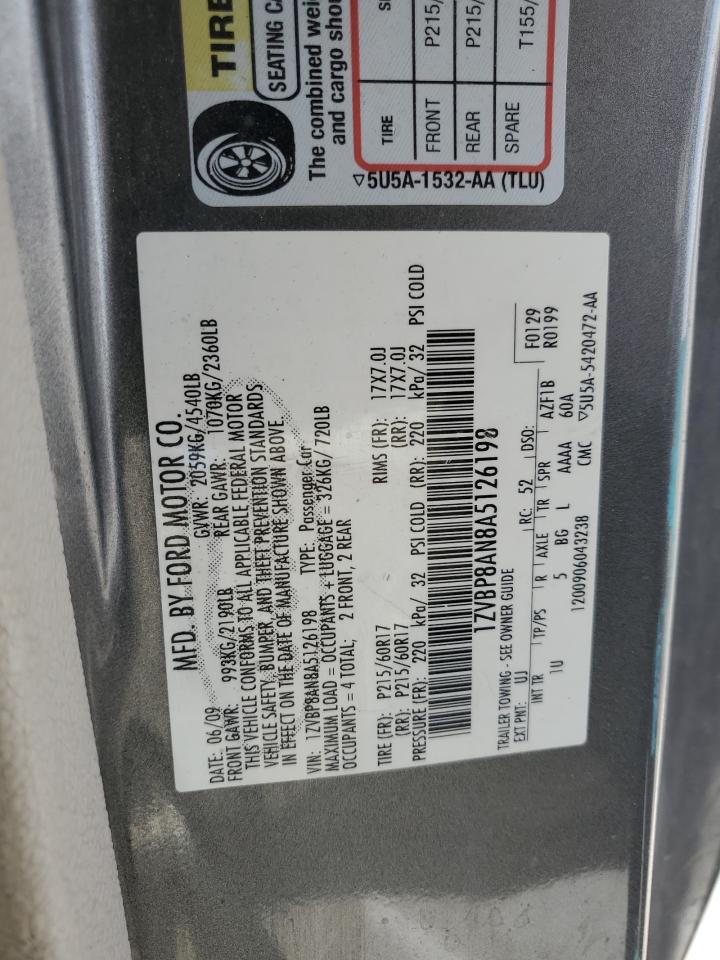 MFD. BY FORD MOTOR CO.
DATE: 06/09 GVWR: 2059KG/4540LB
FRONT GAWR: 993KG/2190LB REAR GAWR: 1070KG/2360LB
THIS VEHICLE CONFORMS TO ALL APPLICABLE FEDERAL MOTOR
VEHICLE SAFETY, BUMPER, AND THEFT PREVENTION STANDARDS
IN EFFECT ON THE DATE OF MANUFACTURE SHOWN ABOVE.
VIN: 1ZVBP8AN8A5126198 TYPE: Passenger Car
MAXIMUM LOAD = OCCUPANTS + LUGGAGE = 326KG/ 720LB
OCCUPANTS = 4 TOTAL; 2 FRONT, 2 REAR
TIRE (FR): P215/60R17 RIMS (FR): 17X7.0J
(RR): P215/60R17 (RR): 17X7.0J
PRESSURE (FR): 220 kPa/ 32 PSI COLD (RR): 220 kPa/ 32 PSI COLD
1ZVBP8AN8A5126198
TRAILER TOWING - SEE OWNER GUIDE
EXT PNT: UJ RC: 52 DSO: F0129
R0199
INT TR TP/PS R AXLE TR SPR AZF1B
1U 5 BG L AAAA 60A
1200906043238 CMC ▽5U5A-5420472-AA
TIRE
SEATING CA
The combined wei
and cargo shou
TIRE
FRONT P215/
REAR P215/
SPARE T155/
▽5U5A-1532-AA (TLU)